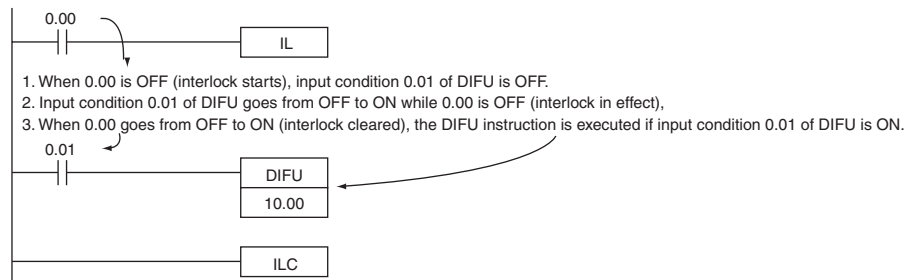 0.00
IL
1. When 0.00 is OFF (interlock starts), input condition 0.01 of DIFU is OFF.
2. Input condition 0.01 of DIFU goes from OFF to ON while 0.00 is OFF (interlock in effect),
3. When 0.00 goes from OFF to ON (interlock cleared), the DIFU instruction is executed if input condition 0.01 of DIFU is ON.
0.01
DIFU
10.00
ILC